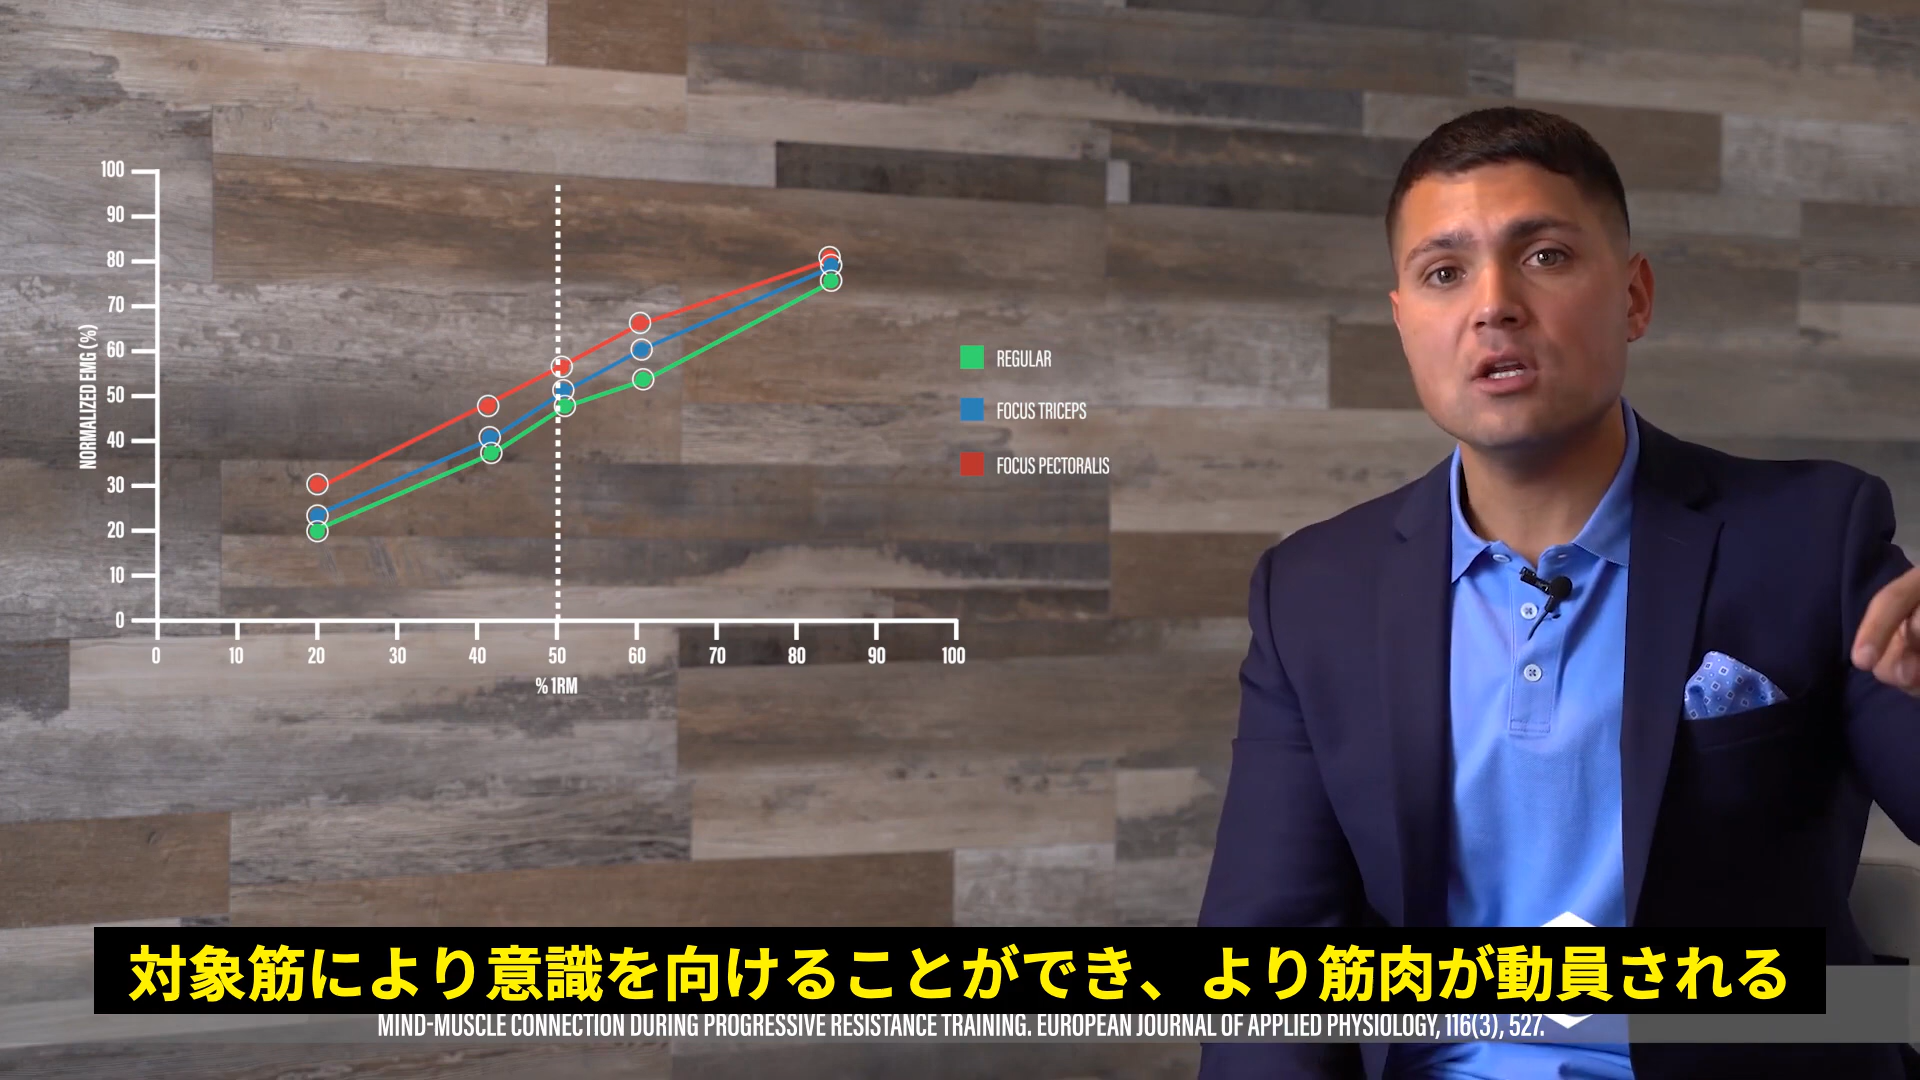 100
90
80
70
60
50
40
30
20
10
0
NORMALIZED EMG (%)
0 10 20 30 40 50 60 70 80 90 100
% 1RM
REGULAR
FOCUS TRICEPS
FOCUS PECTORALIS
対象筋により意識を向けることができ、より筋肉が動員される
MIND-MUSCLE CONNECTION DURING PROGRESSIVE RESISTANCE TRAINING. EUROPEAN JOURNAL OF APPLIED PHYSIOLOGY, 116(3), 527.